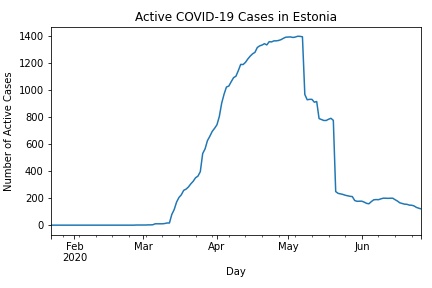 Active COVID-19 Cases in Estonia
Number of Active Cases
1400
1200
1000
800
600
400
200
0
Feb Mar Apr May Jun
2020
Day